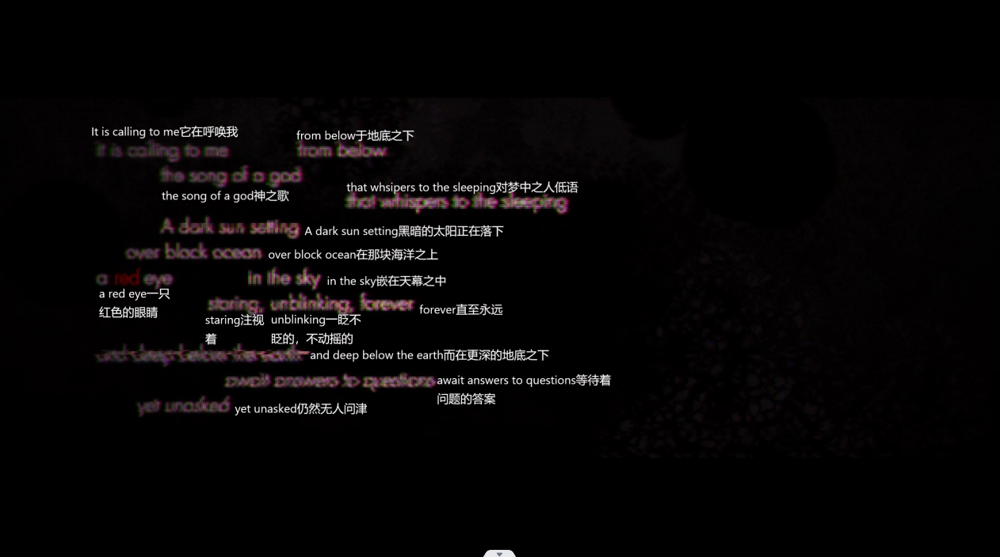 It is calling to me它在呼唤我
from below于地底之下
it is calling to me
from below
the song of a god
the song of a god神之歌
that whsipers to the sleeping对梦中之人低语
that whispers to the sleeping
A dark sun setting
A dark sun setting黑暗的太阳正在落下
over black ocean
over block ocean在那块海洋之上
a red eye
in the sky
in the sky嵌在天幕之中
a red eye一只
红色的眼睛
staring, unblinking, forever
forever直至永远
staring注视
着
unblinking一眨不
眨的，不动摇的
and deep below the earth
and deep below the earth而在更深的地底之下
await answers to questions
await answers to questions等待着
问题的答案
yet unasked
yet unasked仍然无人问津